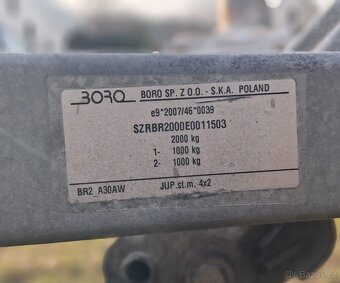 BORO BORO SP. Z O.O. - S.K.A. POLAND
e9*2007/46*0039
SZRBR2000E0011503
2000 kg
1- 1000 kg
2- 1000 kg
BR2_A30AW JUP.st.m. 4x2